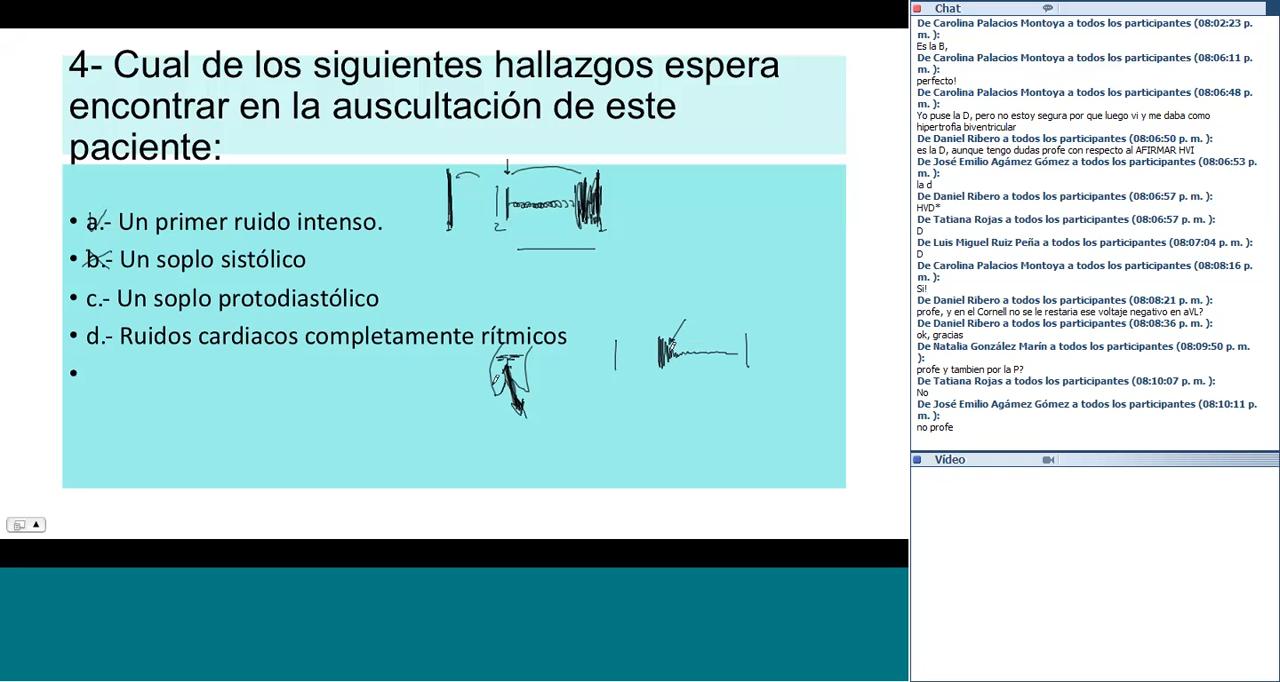 4- Cual de los siguientes hallazgos espera
encontrar en la auscultación de este
paciente:
• a.- Un primer ruido intenso.
• b.- Un soplo sistólico
• c.- Un soplo protodiastólico
• d.- Ruidos cardiacos completamente rítmicos
•
1 2 1
Chat
De Carolina Palacios Montoya a todos los participantes (08:02:23 p.
m. ):
Es la B,
De Carolina Palacios Montoya a todos los participantes (08:06:11 p.
m. ):
perfecto!
De Carolina Palacios Montoya a todos los participantes (08:06:48 p.
m. ):
Yo puse la D, pero no estoy segura por que luego vi y me daba como
hipertrofia biventricular
De Daniel Ribero a todos los participantes (08:06:50 p. m. ):
es la D, aunque tengo dudas profe con respecto al AFIRMAR HVI
De José Emilio Agámez Gómez a todos los participantes (08:06:53 p.
m. ):
la d
De Daniel Ribero a todos los participantes (08:06:57 p. m. ):
HVD*
De Tatiana Rojas a todos los participantes (08:06:57 p. m. ):
D
De Luis Miguel Ruiz Peña a todos los participantes (08:07:04 p. m. ):
D
De Carolina Palacios Montoya a todos los participantes (08:08:16 p.
m. ):
Si!
De Daniel Ribero a todos los participantes (08:08:21 p. m. ):
profe, y en el Cornell no se le restaria ese voltaje negativo en aVL?
De Daniel Ribero a todos los participantes (08:08:36 p. m. ):
ok, gracias
De Natalia González Marín a todos los participantes (08:09:50 p. m.
):
profe y tambien por la P?
De Tatiana Rojas a todos los participantes (08:10:07 p. m. ):
No
De José Emilio Agámez Gómez a todos los participantes (08:10:11 p.
m. ):
no profe
Vídeo